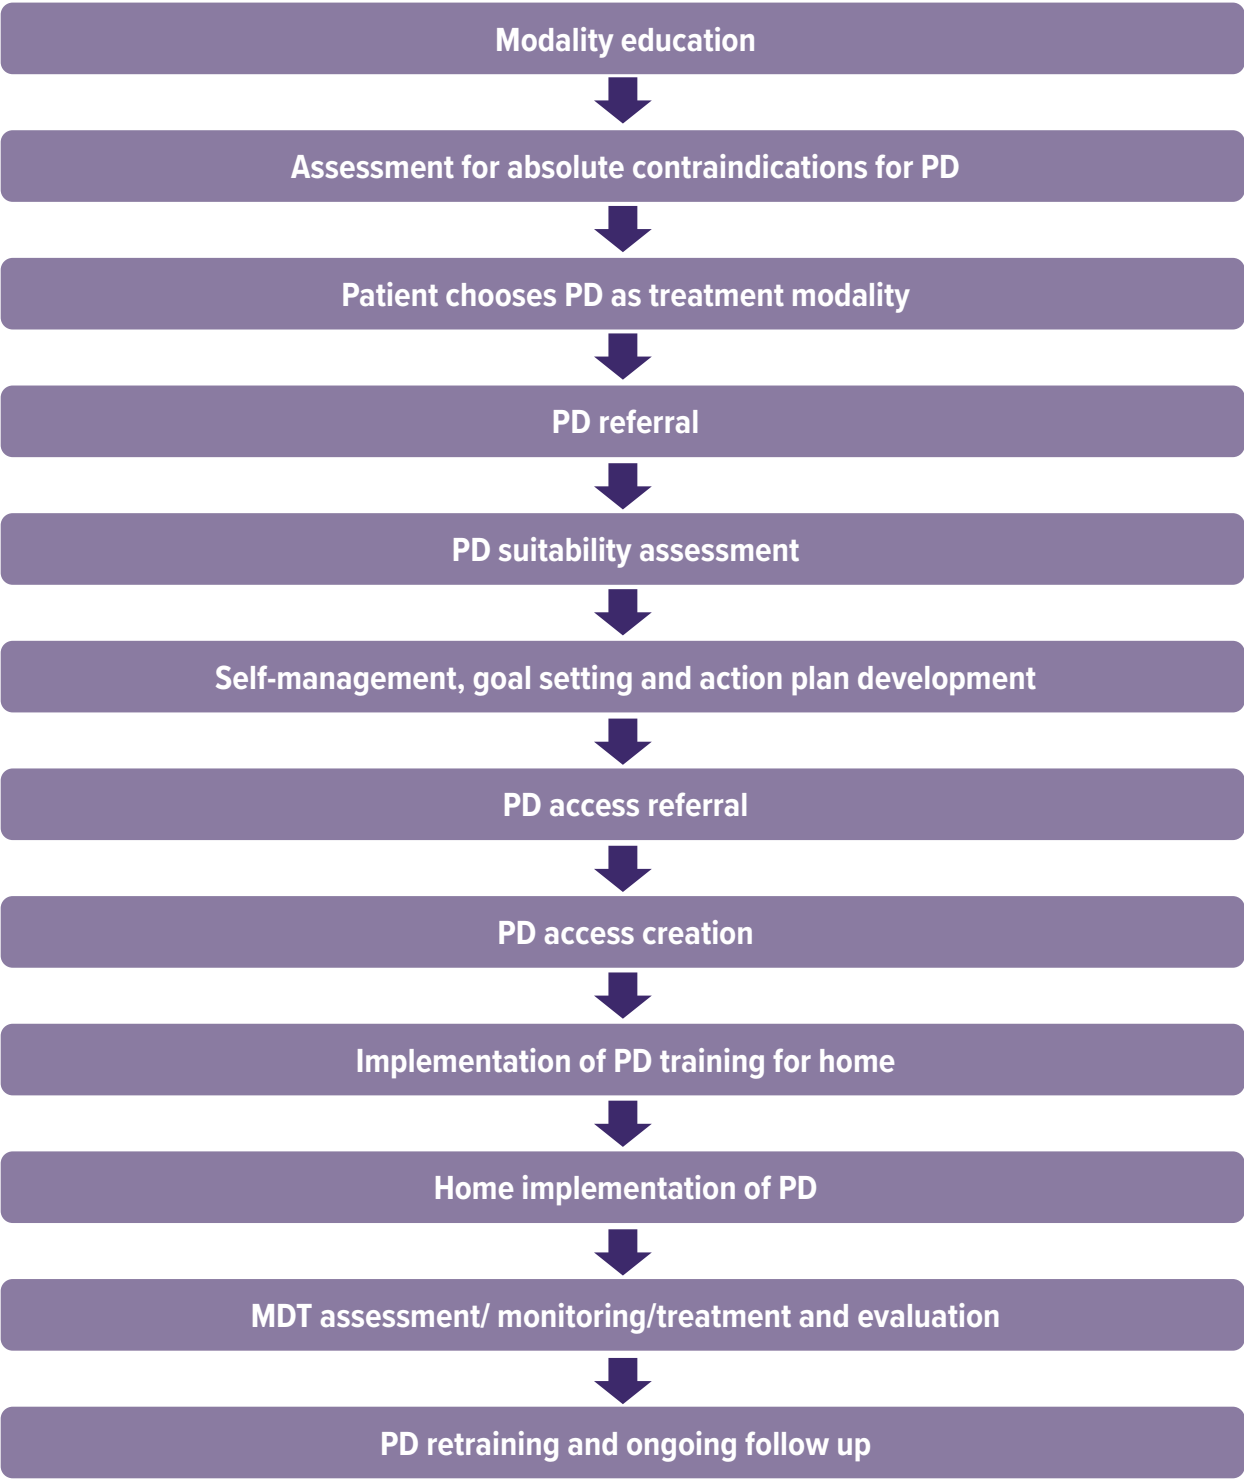 Modality education
Assessment for absolute contraindications for PD
Patient chooses PD as treatment modality
PD referral
PD suitability assessment
Self-management, goal setting and action plan development
PD access referral
PD access creation
Implementation of PD training for home
Home implementation of PD
MDT assessment/ monitoring/treatment and evaluation
PD retraining and ongoing follow up